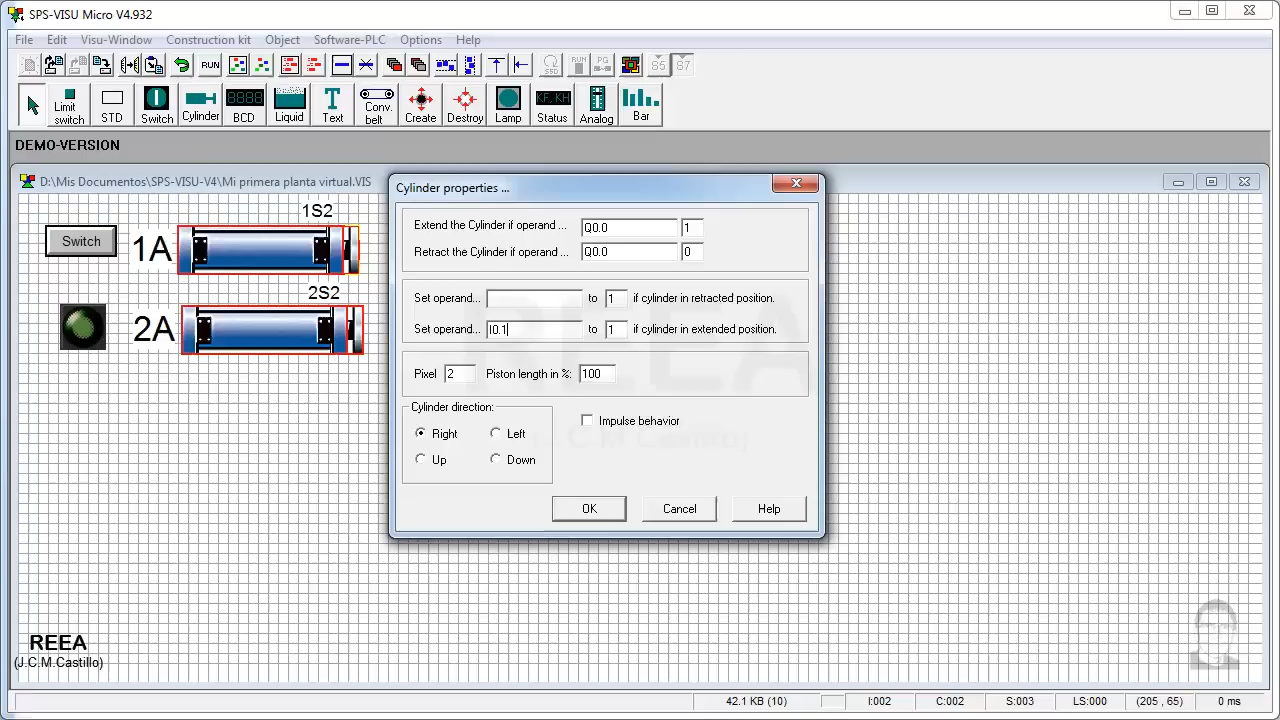 SPS-VISU Micro V4.932
File Edit Visu-Window Construction kit Object Software-PLC Options Help
RUN SSD RUN PG S5 S7
Limit switch STD Switch Cylinder BCD Liquid Text Conv. belt Create Destroy Lamp KF, KH Status Analog Bar
DEMO-VERSION
D:\Mis Documentos\SPS-VISU-V4\Mi primera planta virtual.VIS
Cylinder properties ...
1S2
Switch
1A
2S2
2A
Extend the Cylinder if operand ... Q0.0 1
Retract the Cylinder if operand ... Q0.0 0
Set operand... to 1 if cylinder in retracted position.
Set operand... I0.1 to 1 if cylinder in extended position.
REEA
Pixel 2 Piston length in %: 100
Cylinder direction:
Right Left
Up Down
Impulse behavior
OK Cancel Help
REEA
(J.C.M.Castillo)
42.1 KB (10) I:002 C:002 S:003 LS:000 (205 , 65) 0 ms